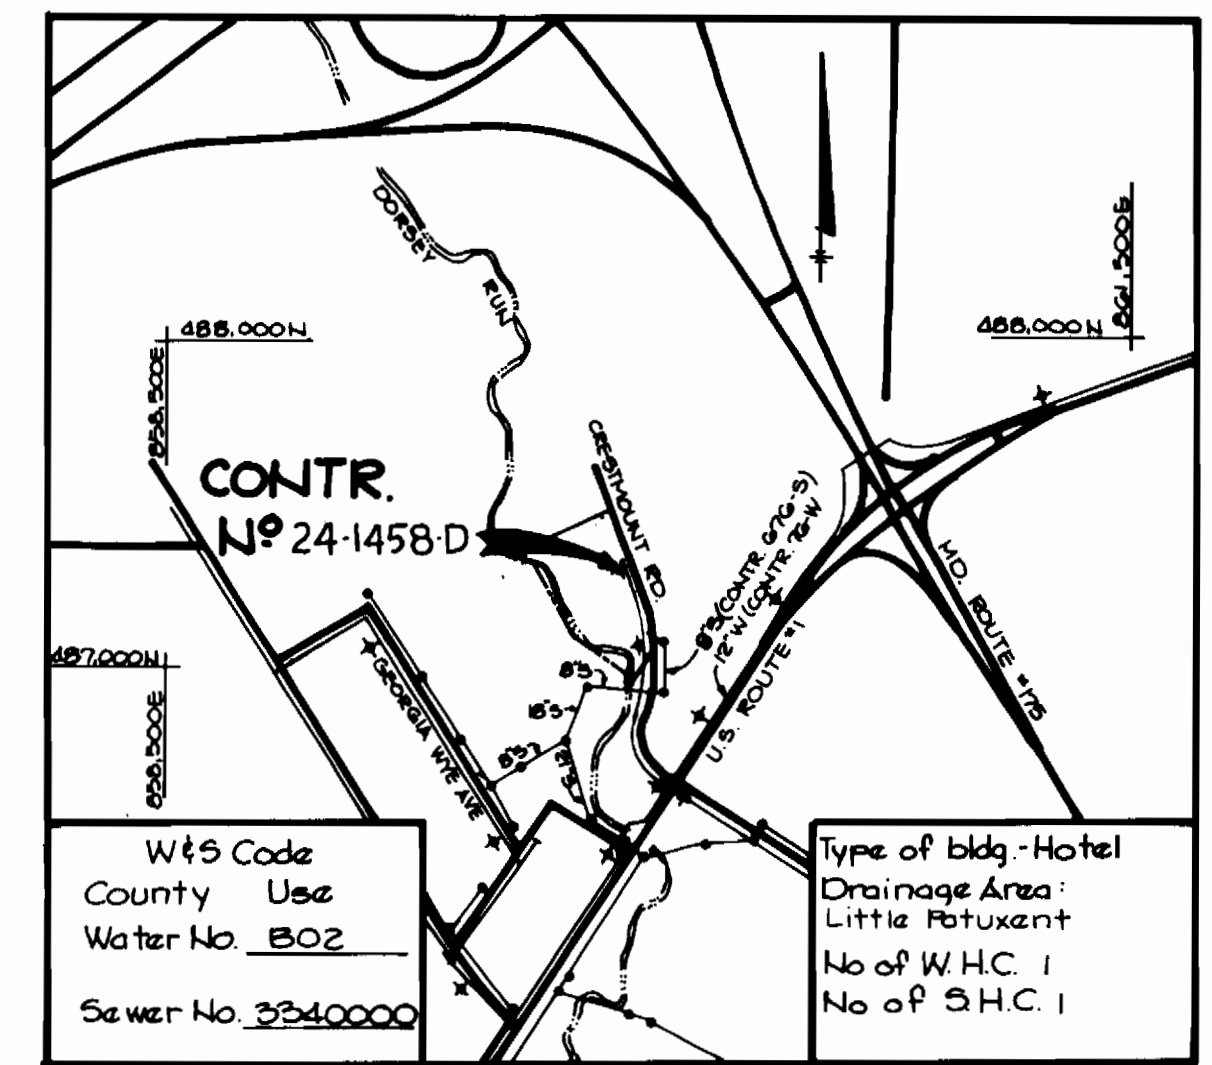 DORSEY
RUN
488,000N
858,500E
861,500E
488,000N
CRESTMOUNT RD.
CONTR.
Nº 24-1458-D
8"S (CONTR. 676-S)
12"W (CONTR. 76-W
MD. ROUTE #175
U.S. ROUTE #1
487,000N
858,500E
GEORGIA WYE AVE
8"S
18"S
8"S
21"S
W&S Code
County Use
Water No. B02
Sewer No. 3340000
Type of bldg.-Hotel
Drainage Area:
Little Patuxent
No of W.H.C. 1
No of S.H.C. 1